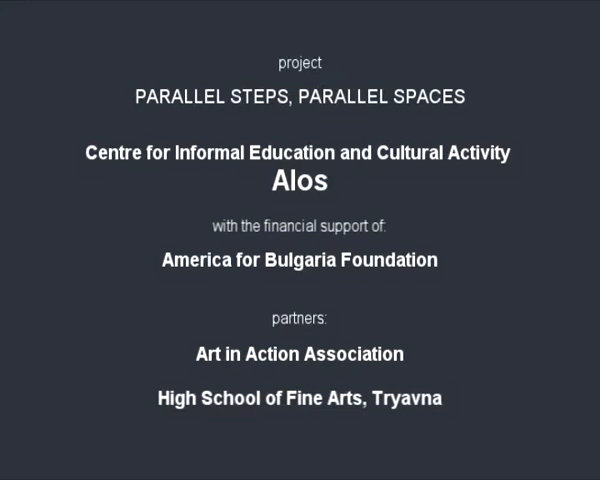 project
PARALLEL STEPS, PARALLEL SPACES
Centre for Informal Education and Cultural Activity
Alos
with the financial support of:
America for Bulgaria Foundation
partners:
Art in Action Association
High School of Fine Arts, Tryavna